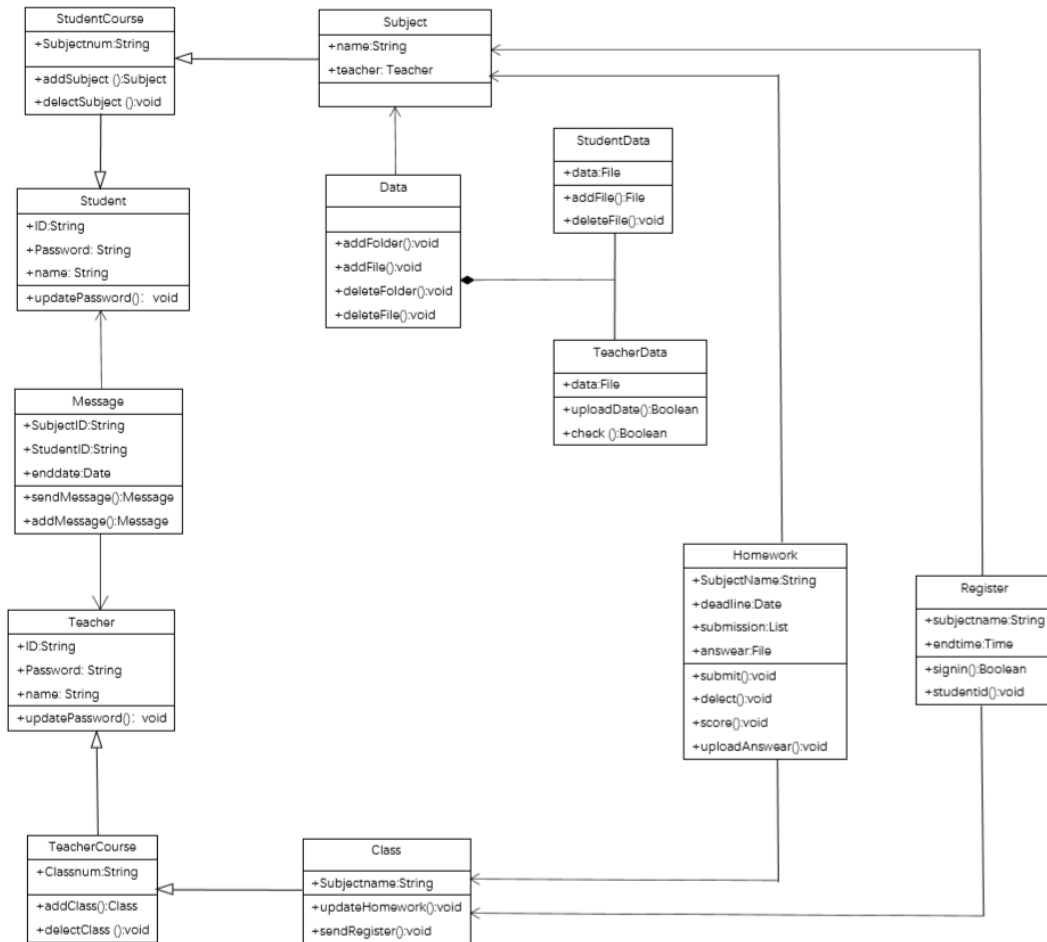 StudentCourse
+Subjectnum:String
+addSubject ():Subject
+delectSubject ():void
Subject
+name:String
+teacher: Teacher
StudentData
+data:File
+addFile():File
+deleteFile():void
Student
+ID:String
+Password: String
+name: String
+updatePassword(): void
Data
+addFolder():void
+addFile():void
+deleteFolder():void
+deleteFile():void
TeacherData
+data:File
+uploadDate():Boolean
+check ():Boolean
Message
+SubjectID:String
+StudentID:String
+enddate:Date
+sendMessage():Message
+addMessage():Message
Homework
+SubjectName:String
+deadline:Date
+submission:List
+answear:File
+submit():void
+delect():void
+score():void
+uploadAnswear():void
Register
+subjectname:String
+endtime:Time
+signin():Boolean
+studentid():void
Teacher
+ID:String
+Password: String
+name: String
+updatePassword(): void
TeacherCourse
+Classnum:String
+addClass():Class
+delectClass ():void
Class
+Subjectname:String
+updateHomework():void
+sendRegister():void